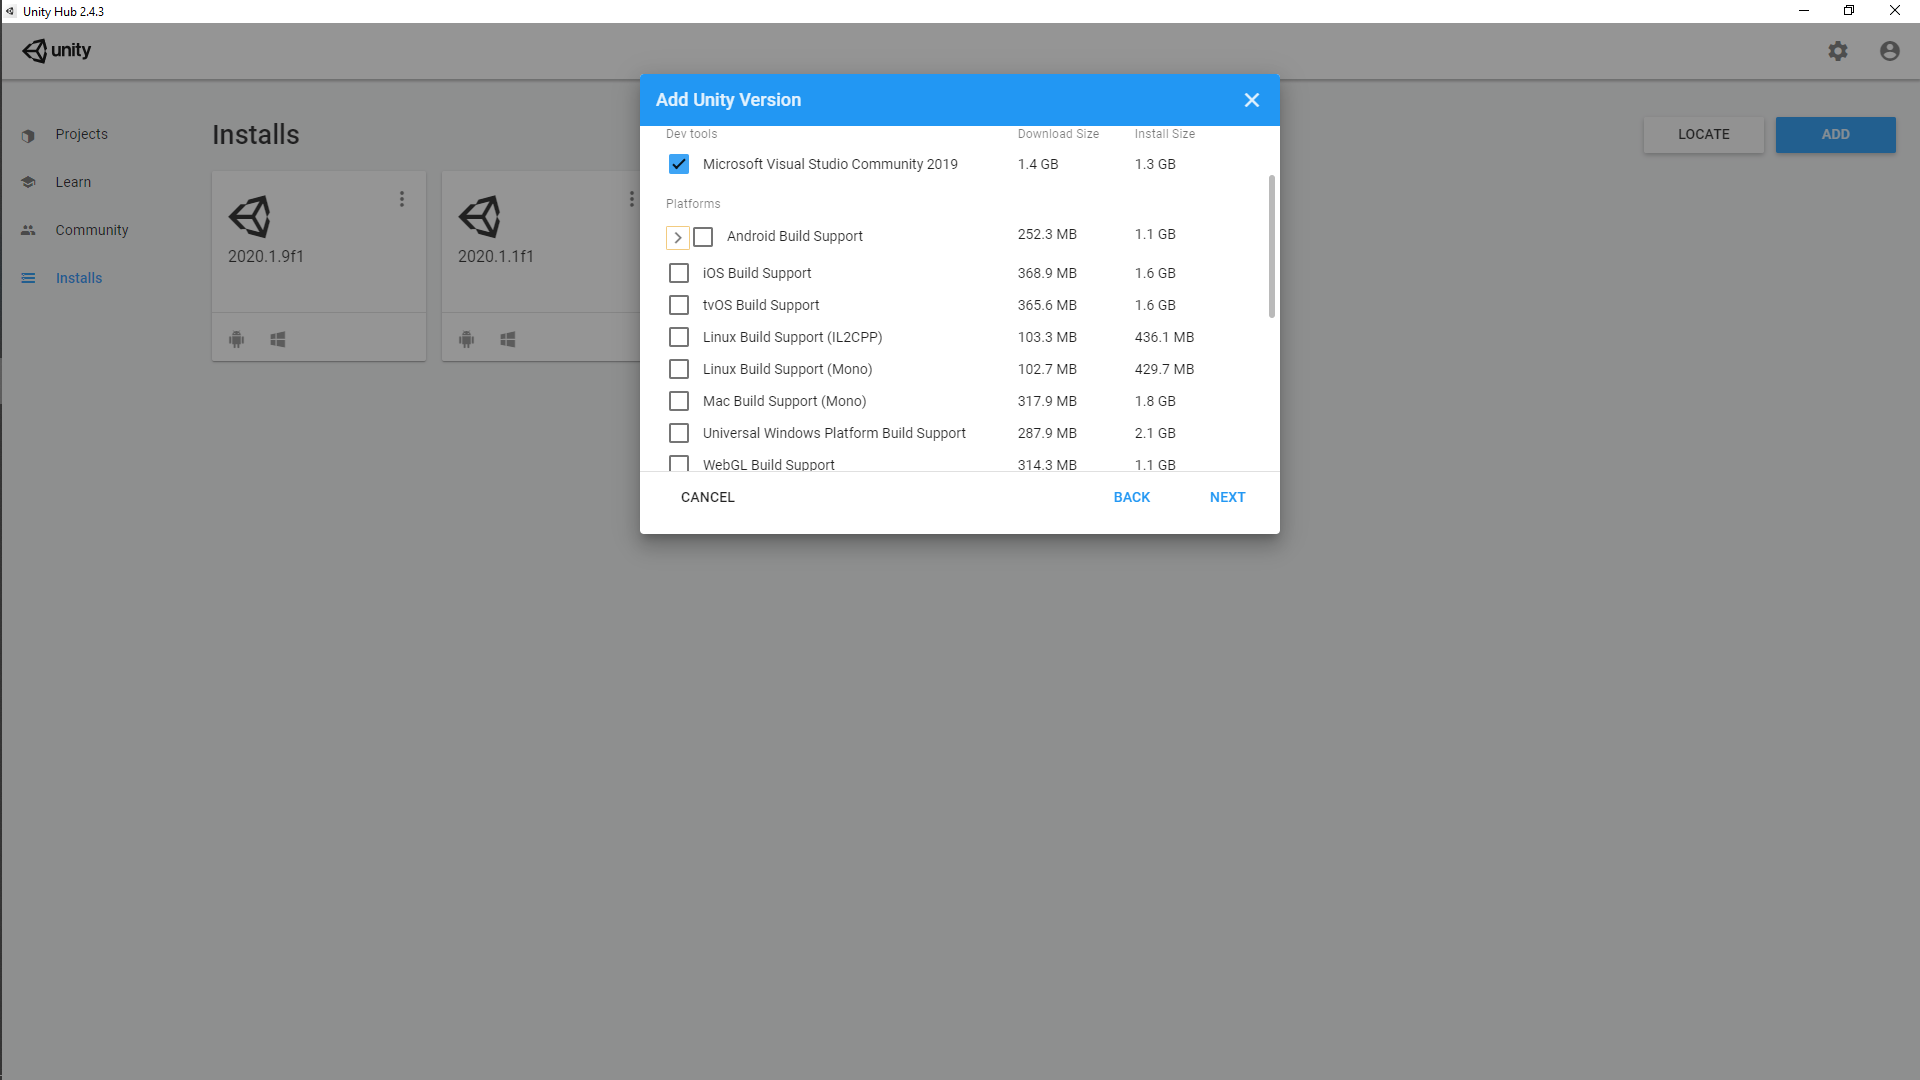 Unity Hub 2.4.3
unity
Add Unity Version
Projects
Learn
Community
Installs
Installs
LOCATE
ADD
2020.1.9f1
2020.1.1f1
Dev tools Download Size Install Size
Microsoft Visual Studio Community 2019 1.4 GB 1.3 GB
Platforms
Android Build Support 252.3 MB 1.1 GB
iOS Build Support 368.9 MB 1.6 GB
tvOS Build Support 365.6 MB 1.6 GB
Linux Build Support (IL2CPP) 103.3 MB 436.1 MB
Linux Build Support (Mono) 102.7 MB 429.7 MB
Mac Build Support (Mono) 317.9 MB 1.8 GB
Universal Windows Platform Build Support 287.9 MB 2.1 GB
WebGL Build Support 314.3 MB 1.1 GB
CANCEL BACK NEXT